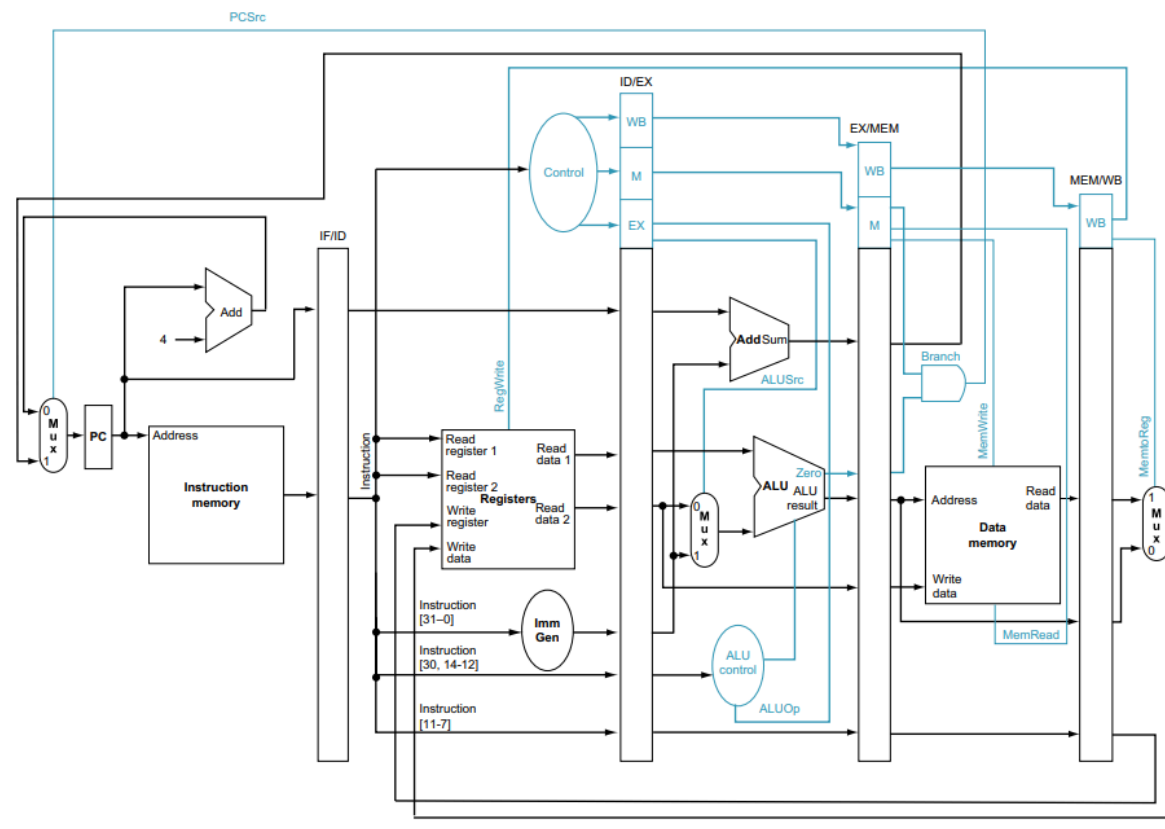 PCSrc
ID/EX
WB
EX/MEM
Control
M
WB
MEM/WB
EX
M
WB
IF/ID
Add
4
RegWrite
Add Sum
ALUSrc
Branch
MemWrite
MemtoReg
0
M
u
x
1
PC
Address
Instruction
memory
Instruction
Read
register 1
Read
register 2
Registers
Write
register
Write
data
Read
data 1
Read
data 2
0
M
u
x
1
Zero
ALU
ALU
result
Address
Read
data
Data
memory
Write
data
1
M
u
x
0
MemRead
Instruction
[31–0]
Imm
Gen
Instruction
[30, 14-12]
ALU
control
ALUOp
Instruction
[11-7]